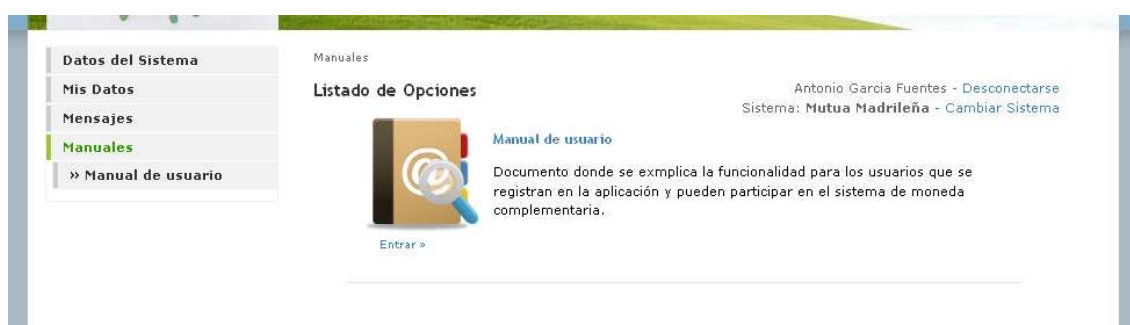 Datos del Sistema
Mis Datos
Mensajes
Manuales
» Manual de usuario
Manuales
Listado de Opciones
Antonio Garcia Fuentes - Desconectarse
Sistema: Mutua Madrileña - Cambiar Sistema
Manual de usuario
Documento donde se exmplica la funcionalidad para los usuarios que se
registran en la aplicación y pueden participar en el sistema de moneda
complementaria.
Entrar »